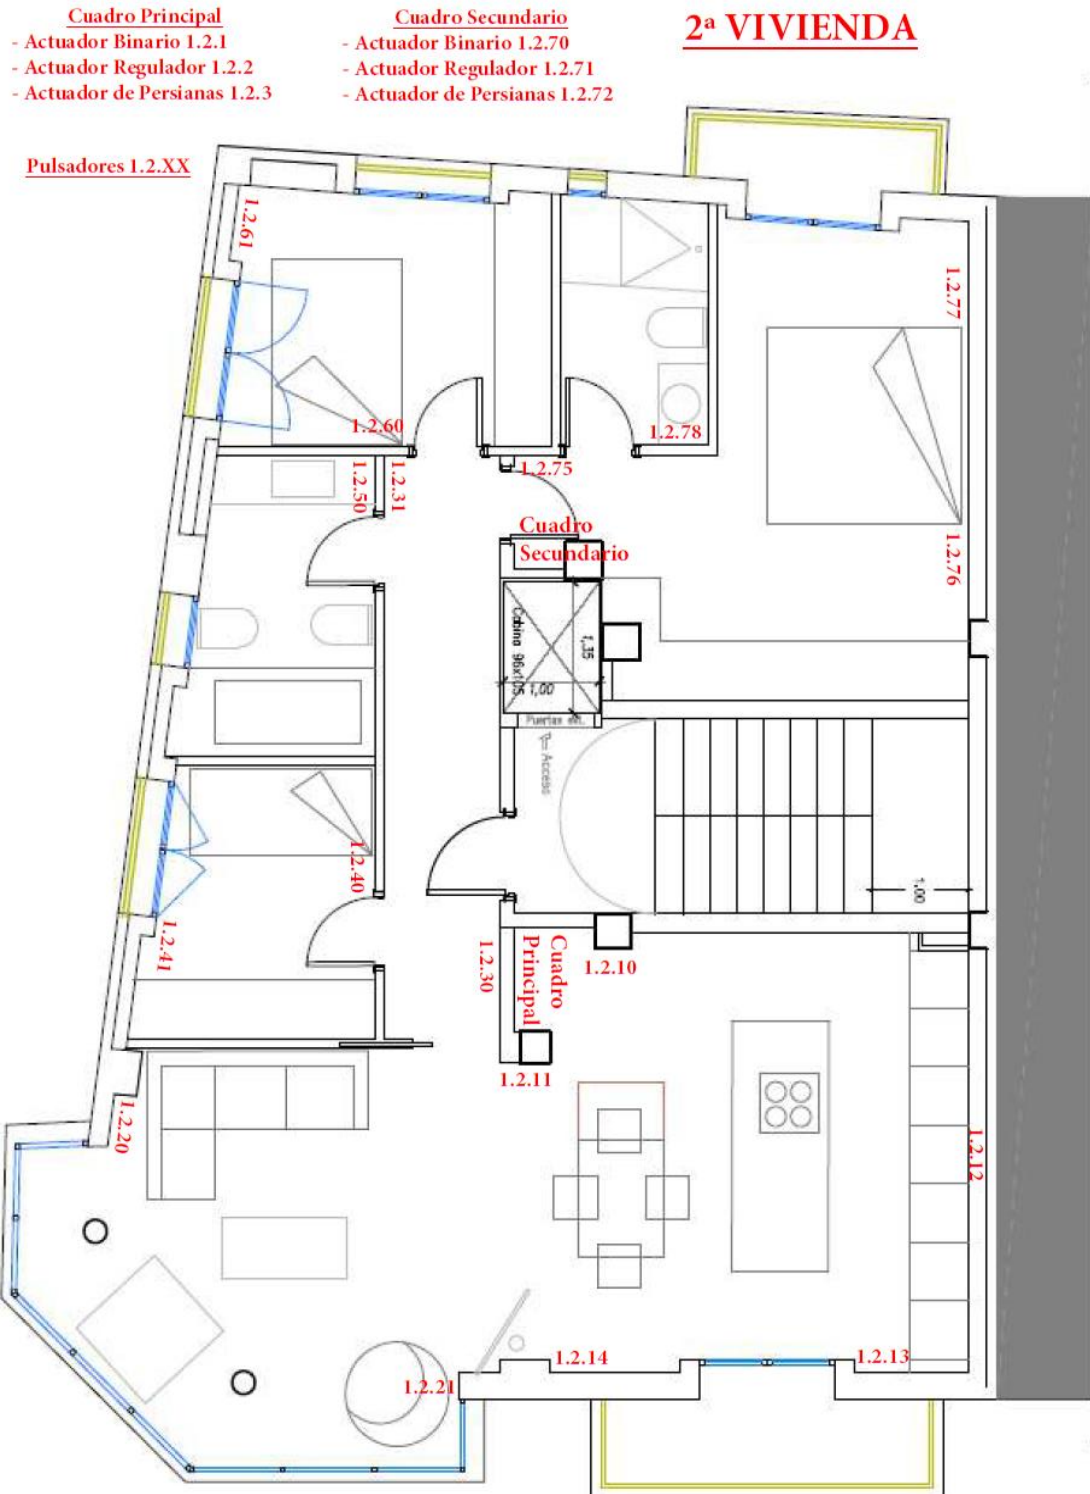 Cuadro Principal
- Actuador Binario 1.2.1
- Actuador Regulador 1.2.2
- Actuador de Persianas 1.2.3
Cuadro Secundario
- Actuador Binario 1.2.70
- Actuador Regulador 1.2.71
- Actuador de Persianas 1.2.72
2ª VIVIENDA
Pulsadores 1.2.XX
1.2.61
1.2.77
1.2.60
1.2.78
1.2.50
1.2.31
1.2.75
Cuadro
Secundario
1.2.76
Cabina 96x105
1,35
1,00
Puertas ext.
Acceso
1.2.40
1.00
1.2.41
1.2.30
Cuadro
Principal
1.2.10
1.2.11
1.2.20
1.2.12
1.2.14
1.2.13
1.2.21